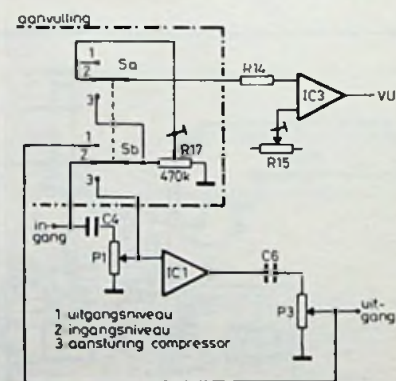 aanvulling
1
2
Sa
3
R14
IC3
VU
1
2
Sb
R17
470k
R15
3
in-
gang
C4
P1
IC1
C6
P3
uit-
gang
1 uitgangsniveau
2 ingangsniveau
3 aansturing compressor